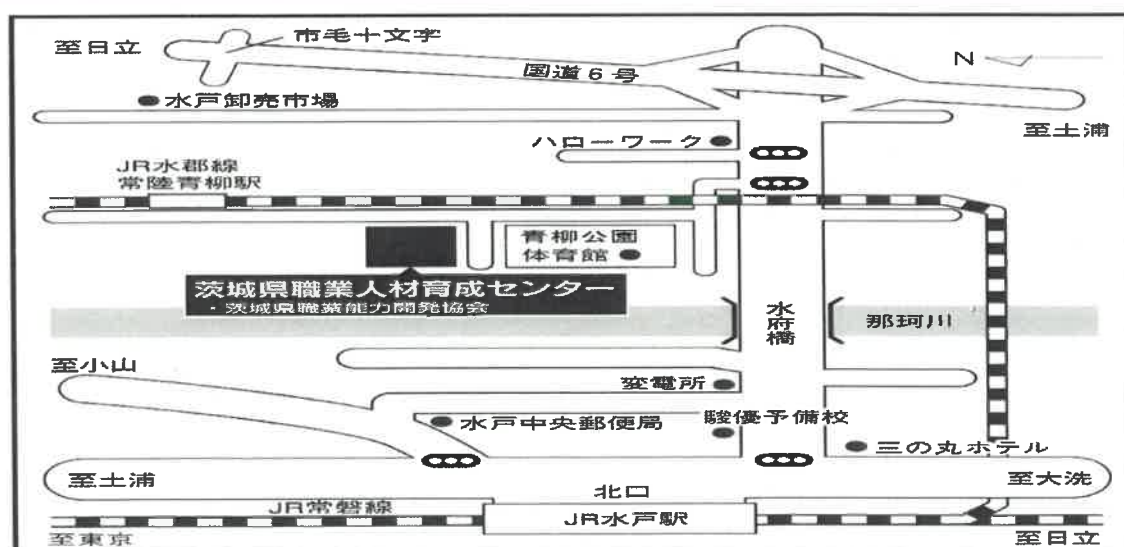 市毛十文字
至日立
国道6号
N
水戸卸売市場
至土浦
ハローワーク
JR水郡線
常陸青柳駅
青柳公園
体育館
茨城県職業人材育成センター
・茨城県職業能力開発協会
水府橋
那珂川
至小山
変電所
水戸中央郵便局
駿優予備校
三の丸ホテル
至土浦
至大洗
北口
JR常磐線
JR水戸駅
至東京
至日立